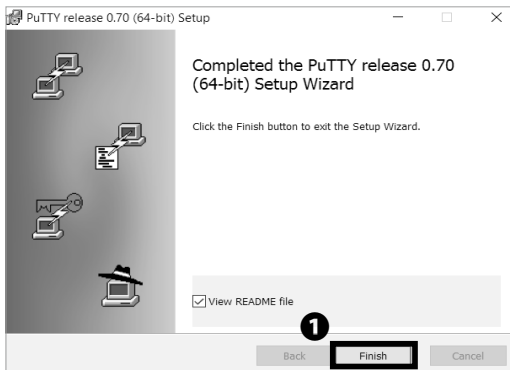 PuTTY release 0.70 (64-bit) Setup
Completed the PuTTY release 0.70
(64-bit) Setup Wizard
Click the Finish button to exit the Setup Wizard.
View README file
1
Back Finish Cancel